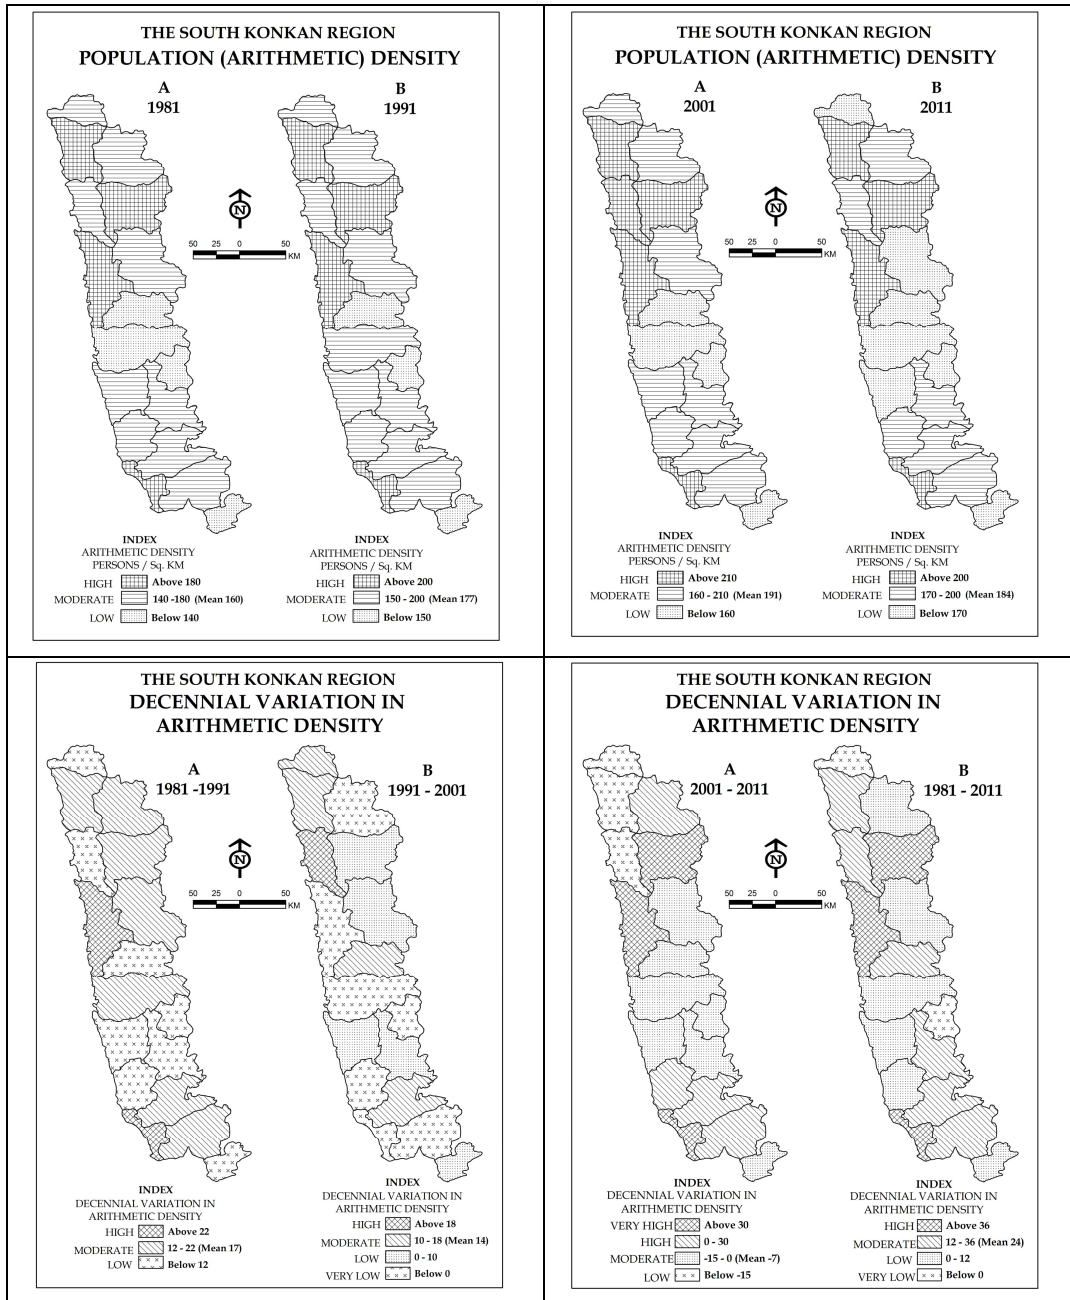 THE SOUTH KONKAN REGION
POPULATION (ARITHMETIC) DENSITY
A
1981
B
1991
N
50 25 0 50
KM
INDEX
ARITHMETIC DENSITY
PERSONS / Sq. KM
HIGH Above 180
MODERATE 140 -180 (Mean 160)
LOW Below 140
INDEX
ARITHMETIC DENSITY
PERSONS / Sq. KM
HIGH Above 200
MODERATE 150 - 200 (Mean 177)
LOW Below 150
THE SOUTH KONKAN REGION
POPULATION (ARITHMETIC) DENSITY
A
2001
B
2011
N
50 25 0 50
KM
INDEX
ARITHMETIC DENSITY
PERSONS / Sq. KM
HIGH Above 210
MODERATE 160 - 210 (Mean 191)
LOW Below 160
INDEX
ARITHMETIC DENSITY
PERSONS / Sq. KM
HIGH Above 200
MODERATE 170 - 200 (Mean 184)
LOW Below 170
THE SOUTH KONKAN REGION
DECENNIAL VARIATION IN
ARITHMETIC DENSITY
A
1981 -1991
B
1991 - 2001
N
50 25 0 50
KM
INDEX
DECENNIAL VARIATION IN
ARITHMETIC DENSITY
HIGH Above 22
MODERATE 12 - 22 (Mean 17)
LOW Below 12
INDEX
DECENNIAL VARIATION IN
ARITHMETIC DENSITY
HIGH Above 18
MODERATE 10 - 18 (Mean 14)
LOW 0 - 10
VERY LOW Below 0
THE SOUTH KONKAN REGION
DECENNIAL VARIATION IN
ARITHMETIC DENSITY
A
2001 - 2011
B
1981 - 2011
N
50 25 0 50
KM
INDEX
DECENNIAL VARIATION IN
ARITHMETIC DENSITY
VERY HIGH Above 30
HIGH 0 - 30
MODERATE -15 - 0 (Mean -7)
LOW Below -15
INDEX
DECENNIAL VARIATION IN
ARITHMETIC DENSITY
HIGH Above 36
MODERATE 12 - 36 (Mean 24)
LOW 0 - 12
VERY LOW Below 0